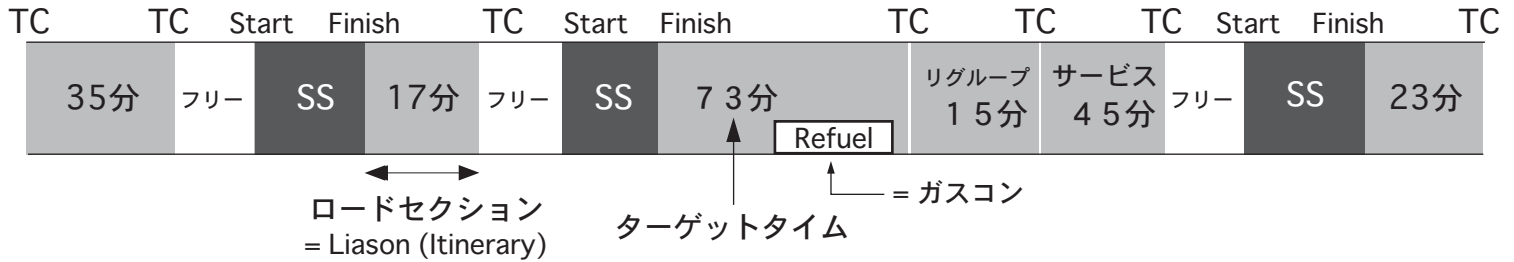 TC TC Start Finish TC Start Finish TC TC TC Start Finish TC
35分 フリー SS 17分 フリー SS 73分 リグループ 15分 サービス 45分 フリー SS 23分
Refuel
= ガスコン
ロードセクション
= Liason (Itinerary)
ターゲットタイム